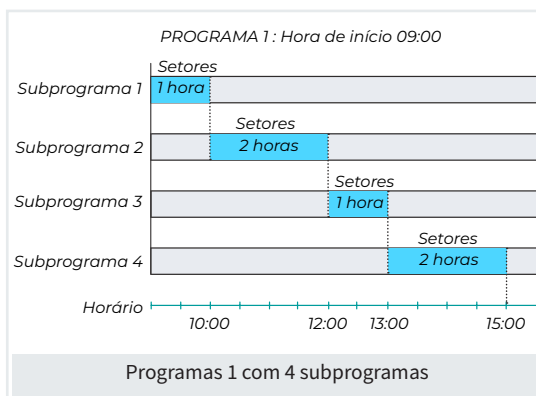 PROGRAMA 1 : Hora de início 09:00
Setores
Subprograma 1 1 hora
Setores
Subprograma 2 2 horas
Setores
Subprograma 3 1 hora
Setores
Subprograma 4 2 horas
Horário
10:00 12:00 13:00 15:00
Programas 1 com 4 subprogramas